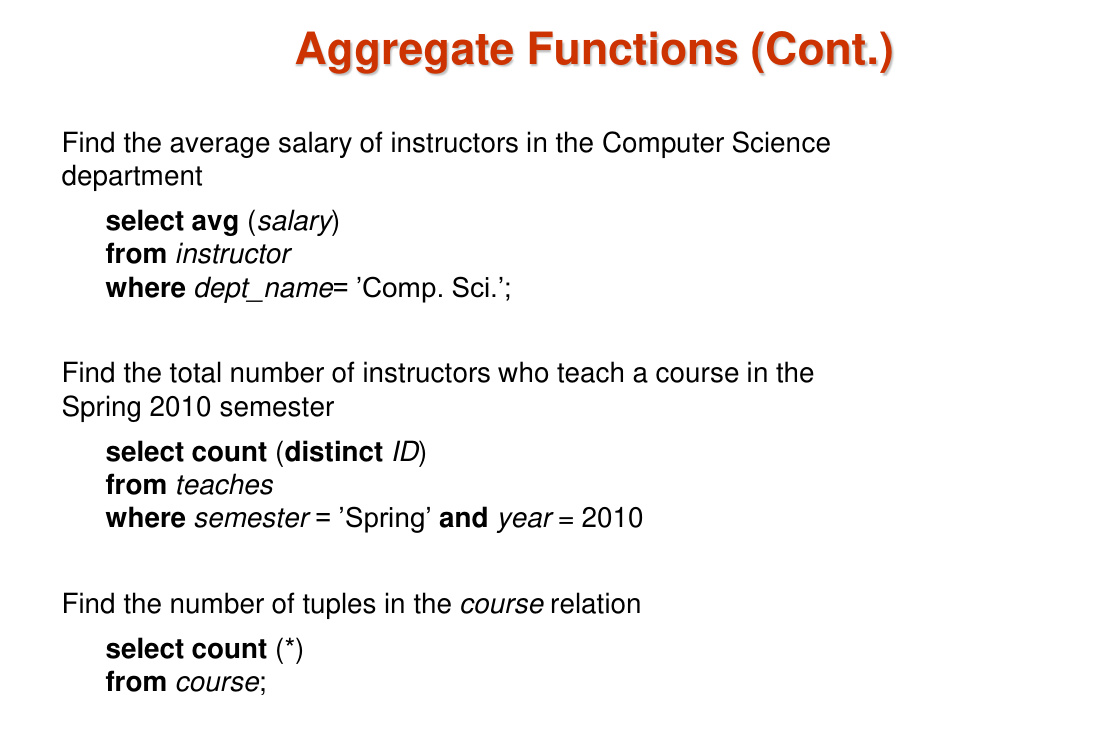 Aggregate Functions (Cont.)
Find the average salary of instructors in the Computer Science
department
select avg (salary)
from instructor
where dept_name= ’Comp. Sci.’;
Find the total number of instructors who teach a course in the
Spring 2010 semester
select count (distinct ID)
from teaches
where semester = ’Spring’ and year = 2010
Find the number of tuples in the course relation
select count (*)
from course;